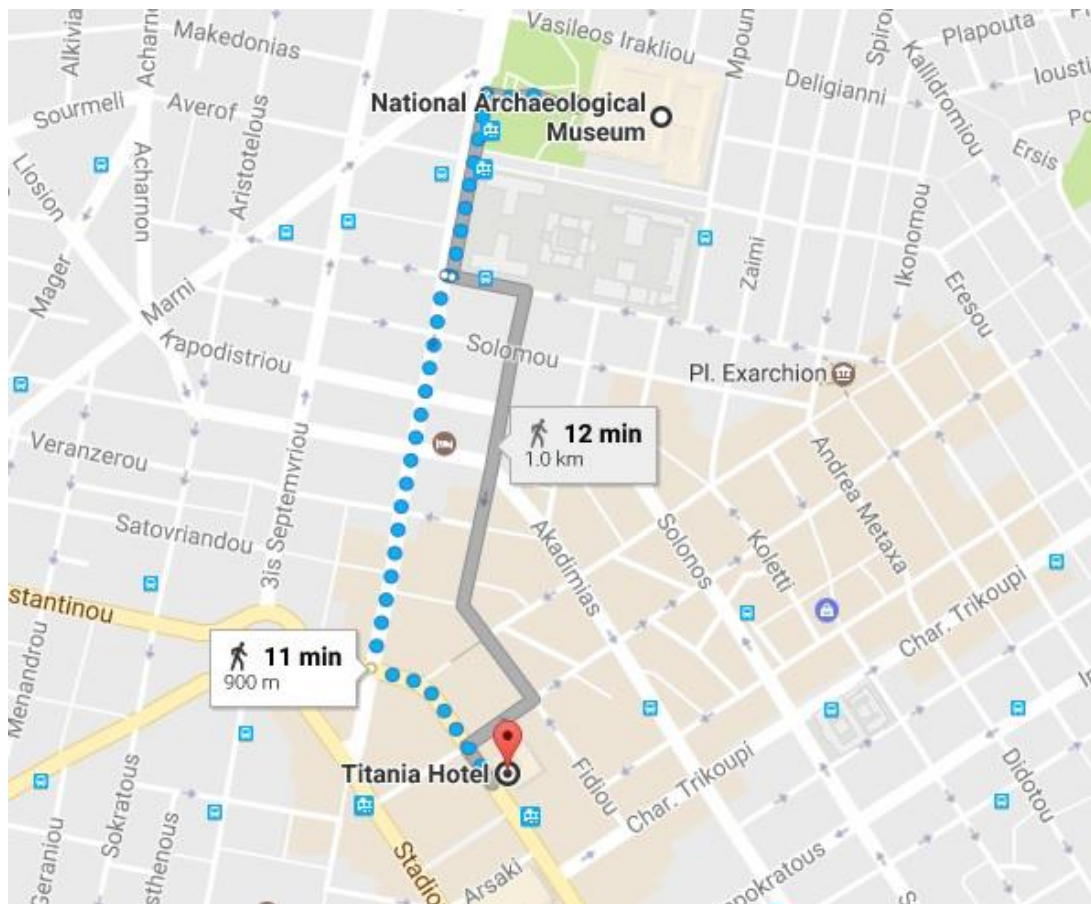 Alkiviα
Acharno
Makedonias
Vasileos Irakliou
Mpoun
Spiro
Plapouta
Kallidromiou
Iousti
Deligianni
Sourmeli
Averof
Aristotelous
National Archaeological
Museum
Ersis
Liosion
Acharnon
Mager
Marni
Zaimi
Ikonomou
Eresou
Kapodistriou
Solomou
Pl. Exarchion
12 min
1.0 km
Veranzerou
3is Septemvriou
Satovriandou
Akadimias
Solonos
Koletti
Andrea Metaxa
stantinou
Char. Trikoupi
11 min
900 m
Menandrou
Titania Hotel
Fidiou
Char. Trikoupi
Didotou
Sokratous
Geraniou
sthenous
Stadio
Arsaki
pokratous